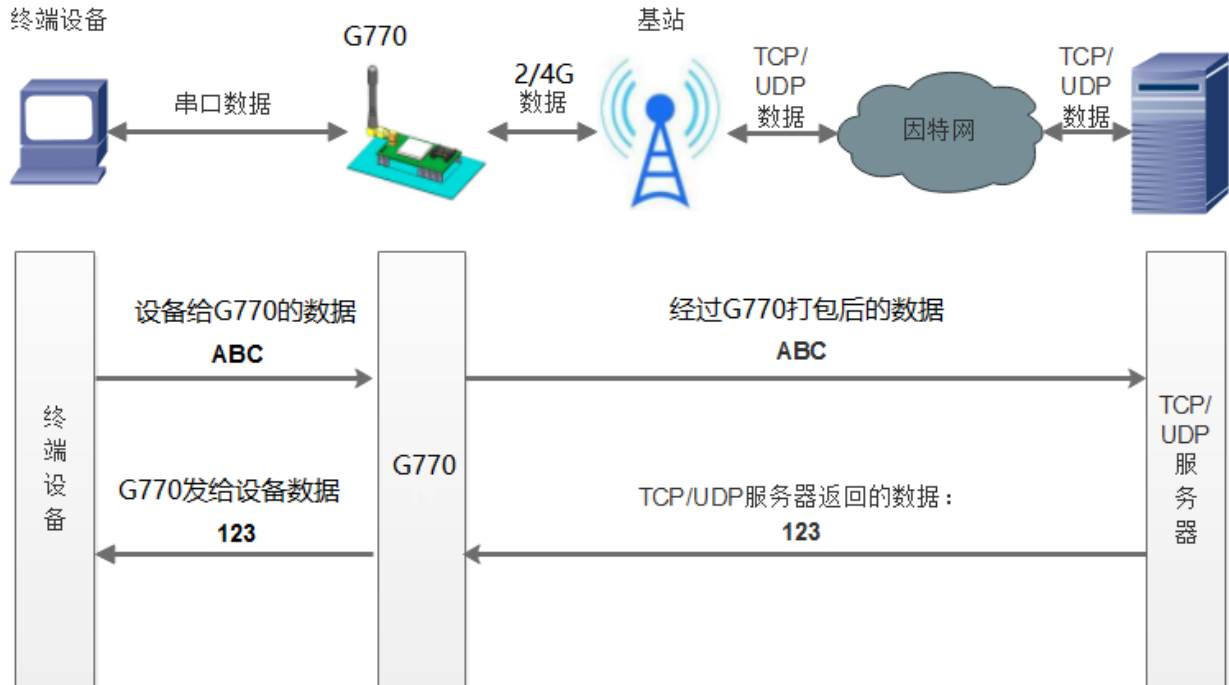 终端设备
G770
基站
串口数据
2/4G
数据
TCP/
UDP
数据
因特网
TCP/
UDP
数据
设备给G770的数据
ABC
经过G770打包后的数据
ABC
终
端
设
备
G770
TCP/
UDP
服
务
器
G770发给设备数据
123
TCP/UDP服务器返回的数据：
123